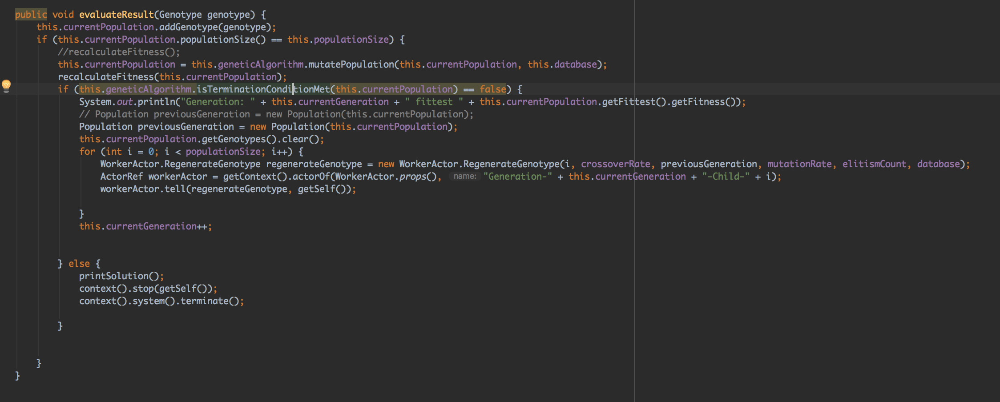 public void evaluateResult(Genotype genotype) {
this.currentPopulation.addGenotype(genotype);
if (this.currentPopulation.populationSize() == this.populationSize) {
//recalculateFitness();
this.currentPopulation = this.geneticAlgorithm.mutatePopulation(this.currentPopulation, this.database);
recalculateFitness(this.currentPopulation);
if (this.geneticAlgorithm.isTerminationConditionMet(this.currentPopulation) == false) {
System.out.println("Generation: " + this.currentGeneration + " fittest " + this.currentPopulation.getFittest().getFitness());
// Population previousGeneration = new Population(this.currentPopulation);
Population previousGeneration = new Population(this.currentPopulation);
this.currentPopulation.getGenotypes().clear();
for (int i = 0; i < populationSize; i++) {
WorkerActor.RegenerateGenotype regenerateGenotype = new WorkerActor.RegenerateGenotype(i, crossoverRate, previousGeneration, mutationRate, elitismCount, database);
ActorRef workerActor = getContext().actorOf(WorkerActor.props(), name: "Generation-" + this.currentGeneration + "-Child-" + i);
workerActor.tell(regenerateGenotype, getSelf());
}
this.currentGeneration++;
} else {
printSolution();
context().stop(getSelf());
context().system().terminate();
}
}
}